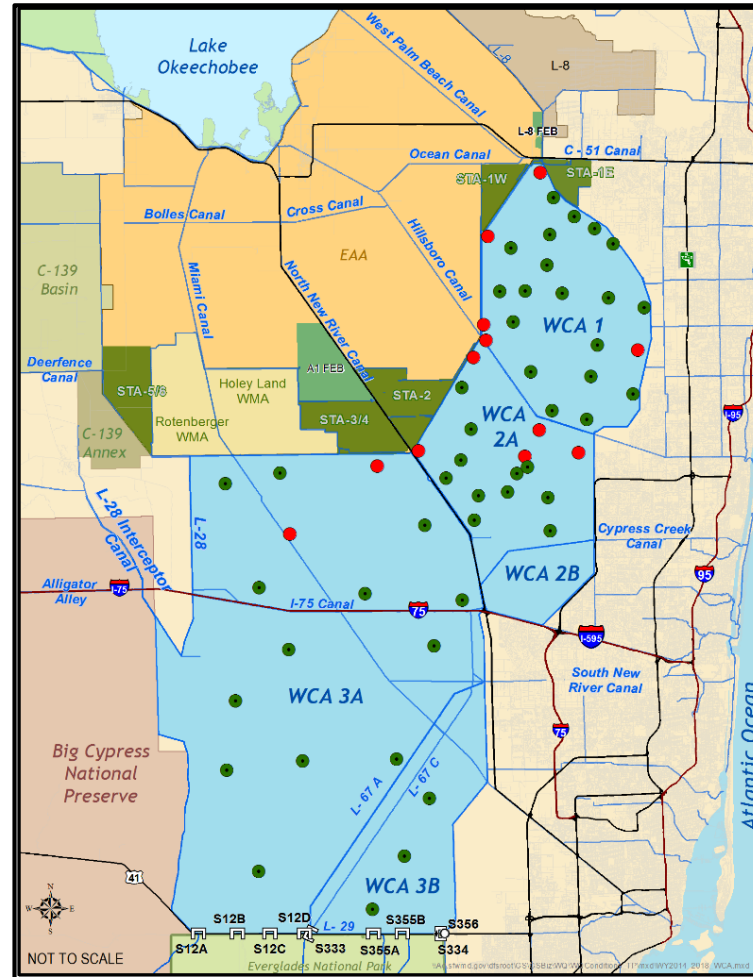 Lake
Okeechobee
West Palm Beach Canal
L-8
L-8
L-8 FEB
C - 51 Canal
Ocean Canal
STA-1W
STA-1E
Bolles Canal
Cross Canal
Hillsboro Canal
EAA
C-139
Basin
Miami Canal
North New River Canal
WCA 1
Deerfence
Canal
STA-5/6
A1 FEB
Holey Land
WMA
STA-2
Rotenberger
WMA
STA-3/4
C-139
Annex
WCA
2A
I-95
L-28 Interceptor
Canal
L-28
Cypress Creek
Canal
WCA 2B
95
Alligator
Alley
I-75
I-75 Canal
75
I-595
South New
River Canal
WCA 3A
75
Big Cypress
National
Preserve
L- 67 A
L- 67 C
Atlantic Ocean
41
WCA 3B
N
W
E
S
S12B
S12D
L- 29
S355B
S356
S12A
S12C
S333
S355A
S334
NOT TO SCALE
Everglades National Park